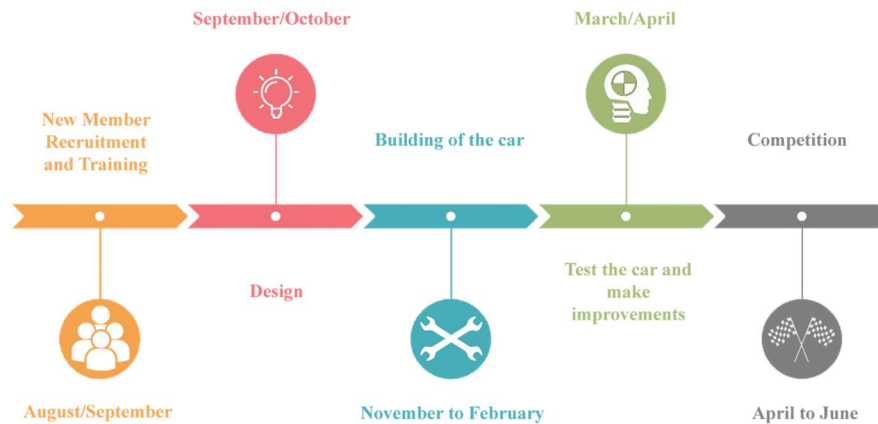 September/October
March/April
New Member
Recruitment
and Training
Building of the car
Competition
Design
Test the car and
make
improvements
August/September
November to February
April to June